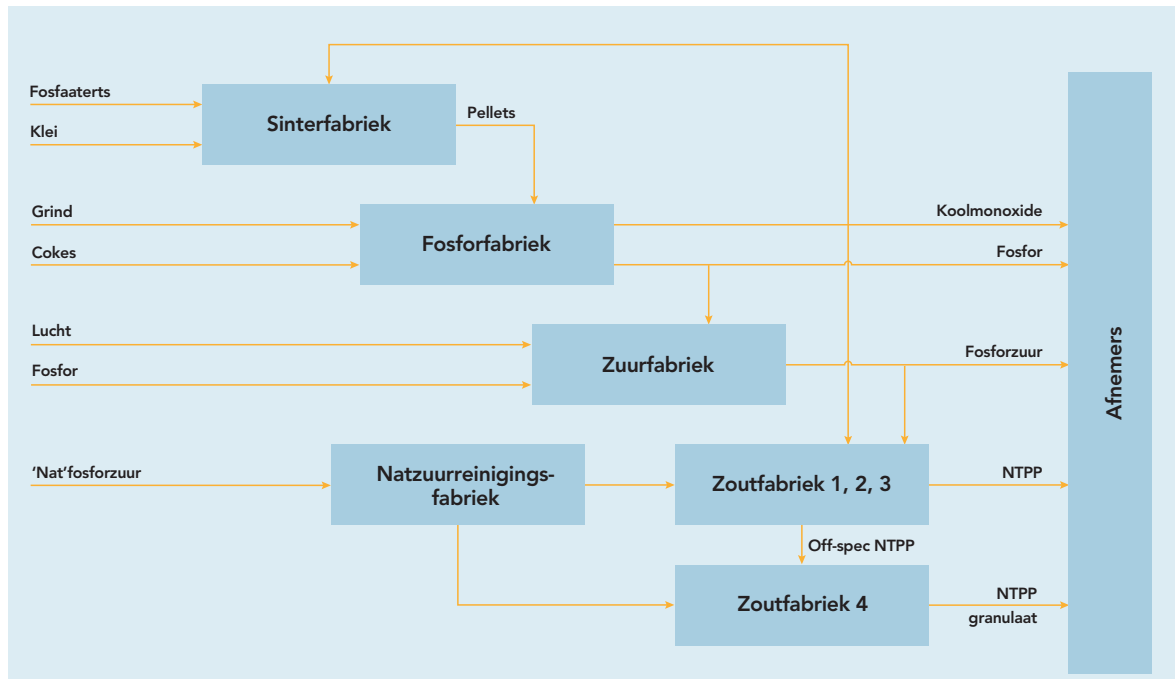 Fosfaaterts
Klei
Sinterfabriek
Pellets
Grind
Cokes
Fosforfabriek
Koolmonoxide
Fosfor
Lucht
Fosfor
Zuurfabriek
Fosforzuur
Afnemers
‘Nat’fosforzuur
Natzuurreinigings-
fabriek
Zoutfabriek 1, 2, 3
NTPP
Off-spec NTPP
Zoutfabriek 4
NTPP
granulaat